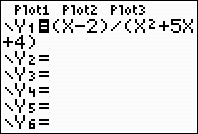 Plot1 Plot2 Plot3
\Y₁=(X-2)/(X²+5X
+4)
\Y₂=
\Y₃=
\Y₄=
\Y₅=
\Y₆=